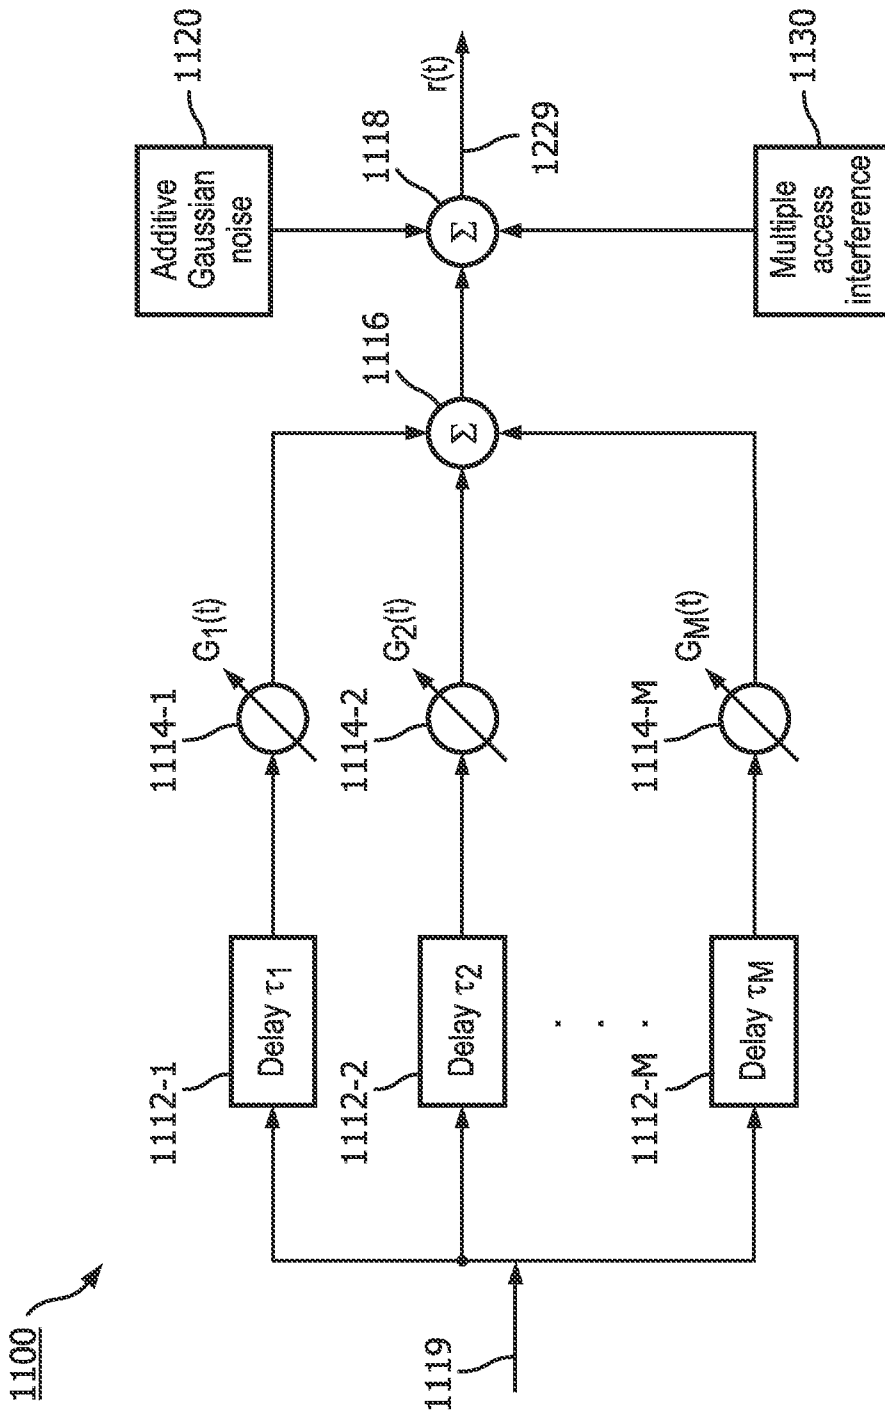 1100
1119
1112-1
Delay τ1
1112-2
Delay τ2
. . .
1112-M
Delay τM
1114-1
G1(t)
1114-2
G2(t)
1114-M
GM(t)
1116
Σ
1118
Σ
Additive
Gaussian
noise
1120
r(t)
1229
Multiple
access
interference
1130